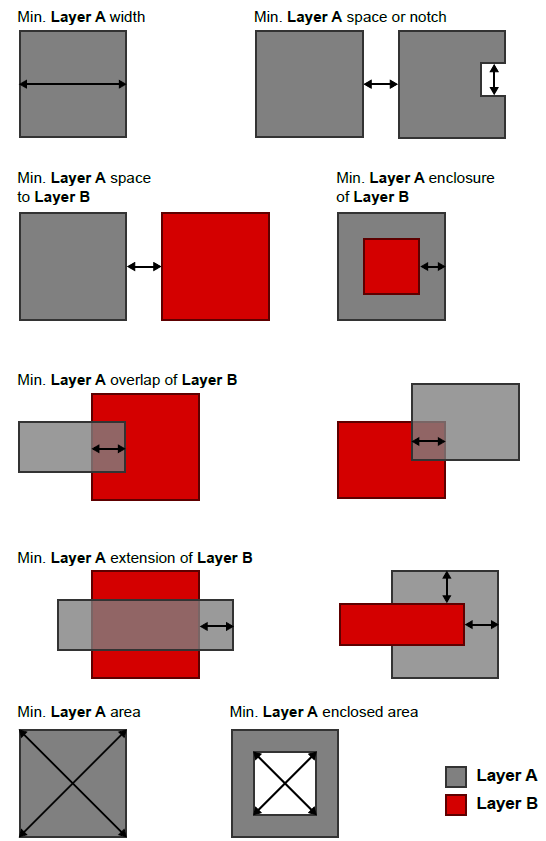 Min. Layer A width
Min. Layer A space or notch
Min. Layer A space
to Layer B
Min. Layer A enclosure
of Layer B
Min. Layer A overlap of Layer B
Min. Layer A extension of Layer B
Min. Layer A area
Min. Layer A enclosed area
Layer A
Layer B